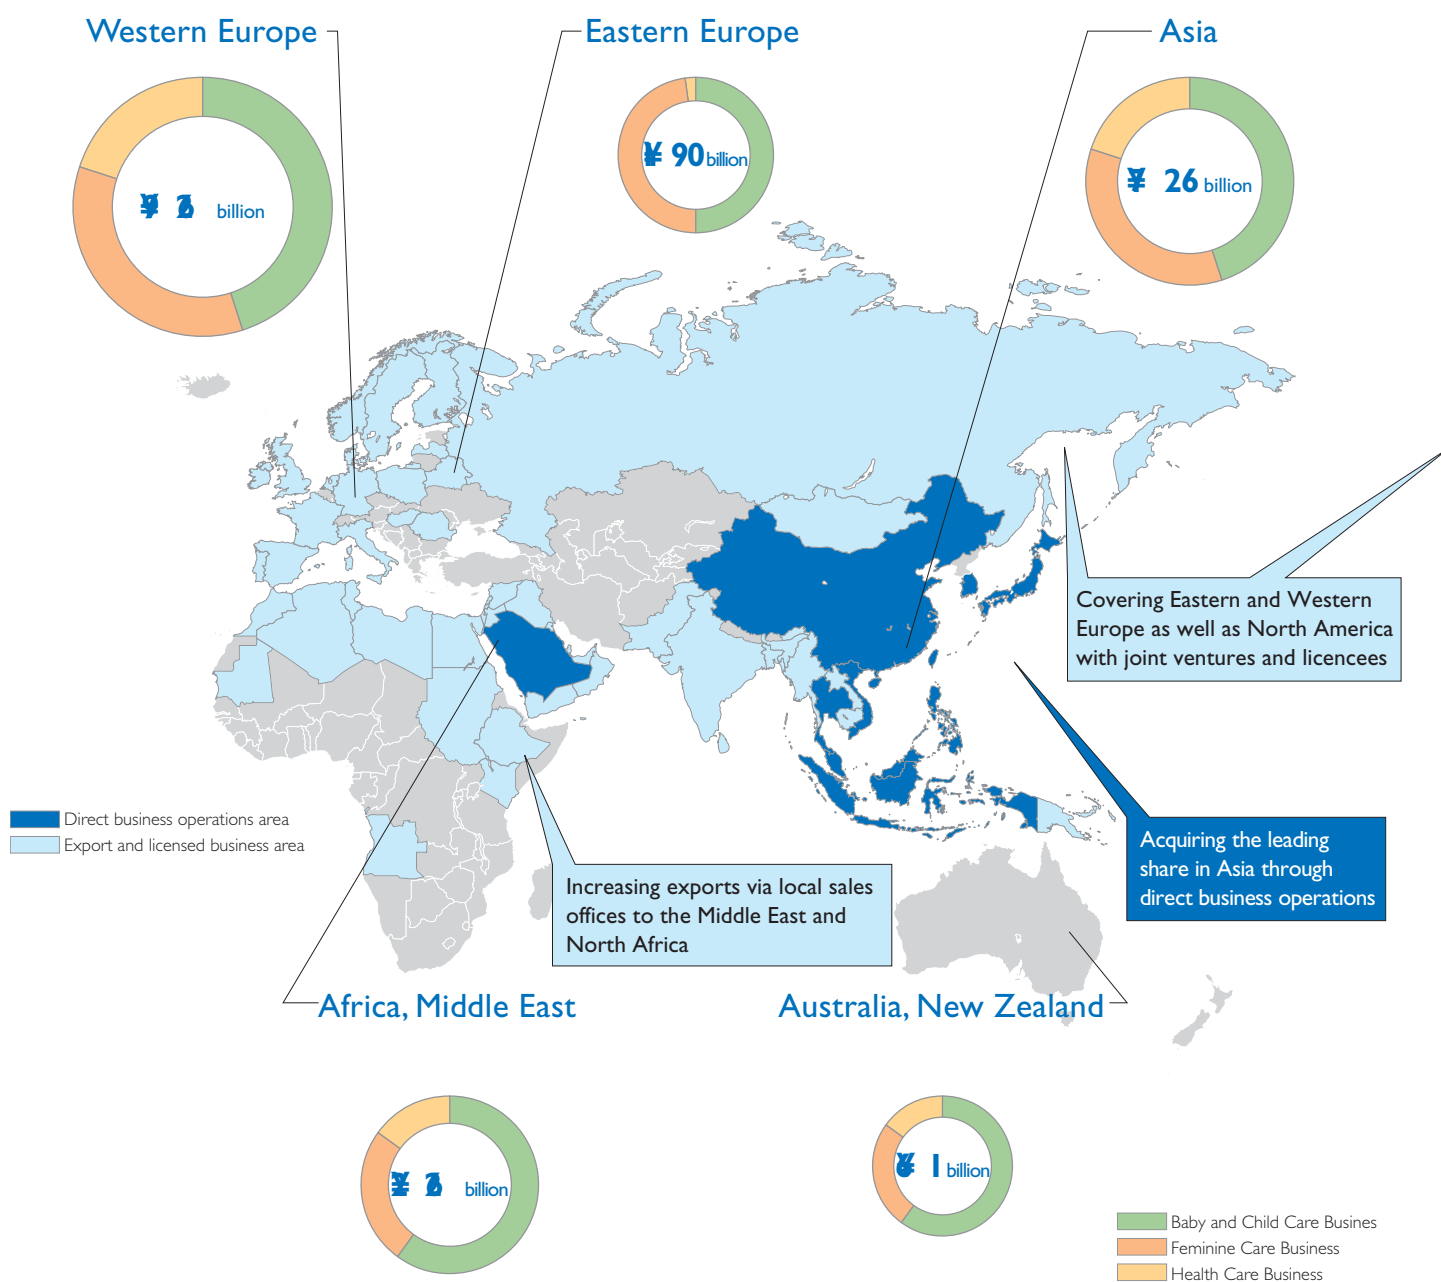 Western Europe
Eastern Europe
Asia
billion
90 billion
¥ 26 billion
Covering Eastern and Western
Europe as well as North America
with joint ventures and licencees
Direct business operations area
Export and licensed business area
Acquiring the leading
share in Asia through
direct business operations
Increasing exports via local sales
offices to the Middle East and
North Africa
Africa, Middle East
Australia, New Zealand
billion
1 billion
Baby and Child Care Busines
Feminine Care Business
Health Care Business